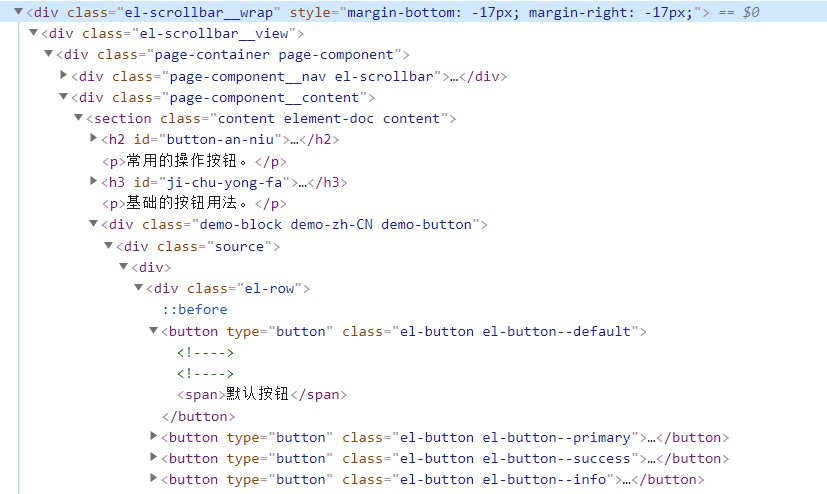 ▼<div class="el-scrollbar__wrap" style="margin-bottom: -17px; margin-right: -17px;"> == $0
▼<div class="el-scrollbar__view">
▼<div class="page-container page-component">
▶<div class="page-component__nav el-scrollbar">…</div>
▼<div class="page-component__content">
▼<section class="content element-doc content">
▶<h2 id="button-an-niu">…</h2>
<p>常用的操作按钮。</p>
▶<h3 id="ji-chu-yong-fa">…</h3>
<p>基础的按钮用法。</p>
▼<div class="demo-block demo-zh-CN demo-button">
▼<div class="source">
▼<div>
▼<div class="el-row">
::before
▼<button type="button" class="el-button el-button--default">
<!---->
<!---->
<span>默认按钮</span>
</button>
▶<button type="button" class="el-button el-button--primary">…</button>
▶<button type="button" class="el-button el-button--success">…</button>
▶<button type="button" class="el-button el-button--info">…</button>